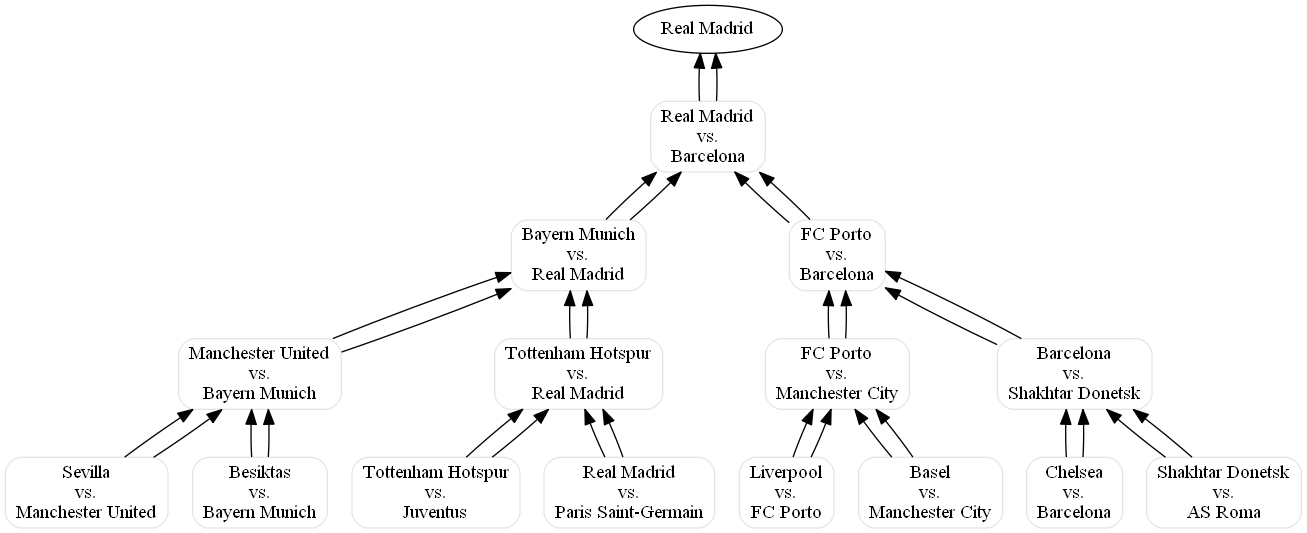 Real Madrid
Real Madrid
vs.
Barcelona
Bayern Munich
vs.
Real Madrid
FC Porto
vs.
Barcelona
Manchester United
vs.
Bayern Munich
Tottenham Hotspur
vs.
Real Madrid
FC Porto
vs.
Manchester City
Barcelona
vs.
Shakhtar Donetsk
Sevilla
vs.
Manchester United
Besiktas
vs.
Bayern Munich
Tottenham Hotspur
vs.
Juventus
Real Madrid
vs.
Paris Saint-Germain
Liverpool
vs.
FC Porto
Basel
vs.
Manchester City
Chelsea
vs.
Barcelona
Shakhtar Donetsk
vs.
AS Roma